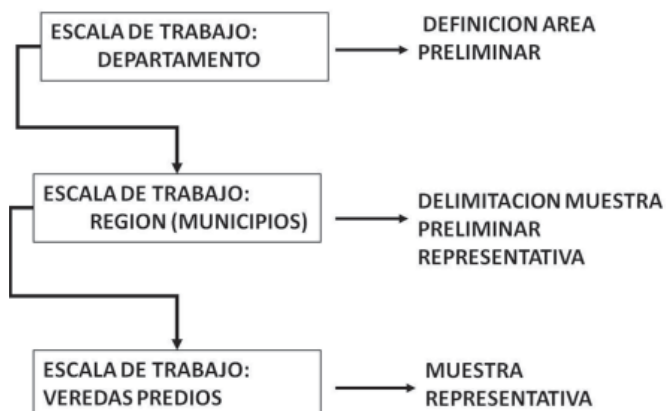 ESCALA DE TRABAJO:
DEPARTAMENTO
DEFINICION AREA
PRELIMINAR
ESCALA DE TRABAJO:
REGION (MUNICIPIOS)
DELIMITACION MUESTRA
PRELIMINAR
REPRESENTATIVA
ESCALA DE TRABAJO:
VEREDAS PREDIOS
MUESTRA
REPRESENTATIVA